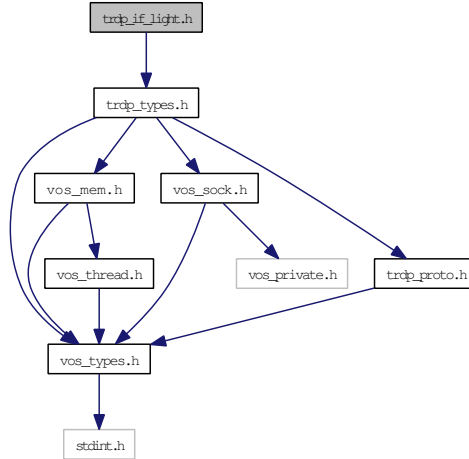 trdp_if_light.h
trdp_types.h
vos_mem.h
vos_sock.h
vos_thread.h
vos_private.h
trdp_proto.h
vos_types.h
stdint.h